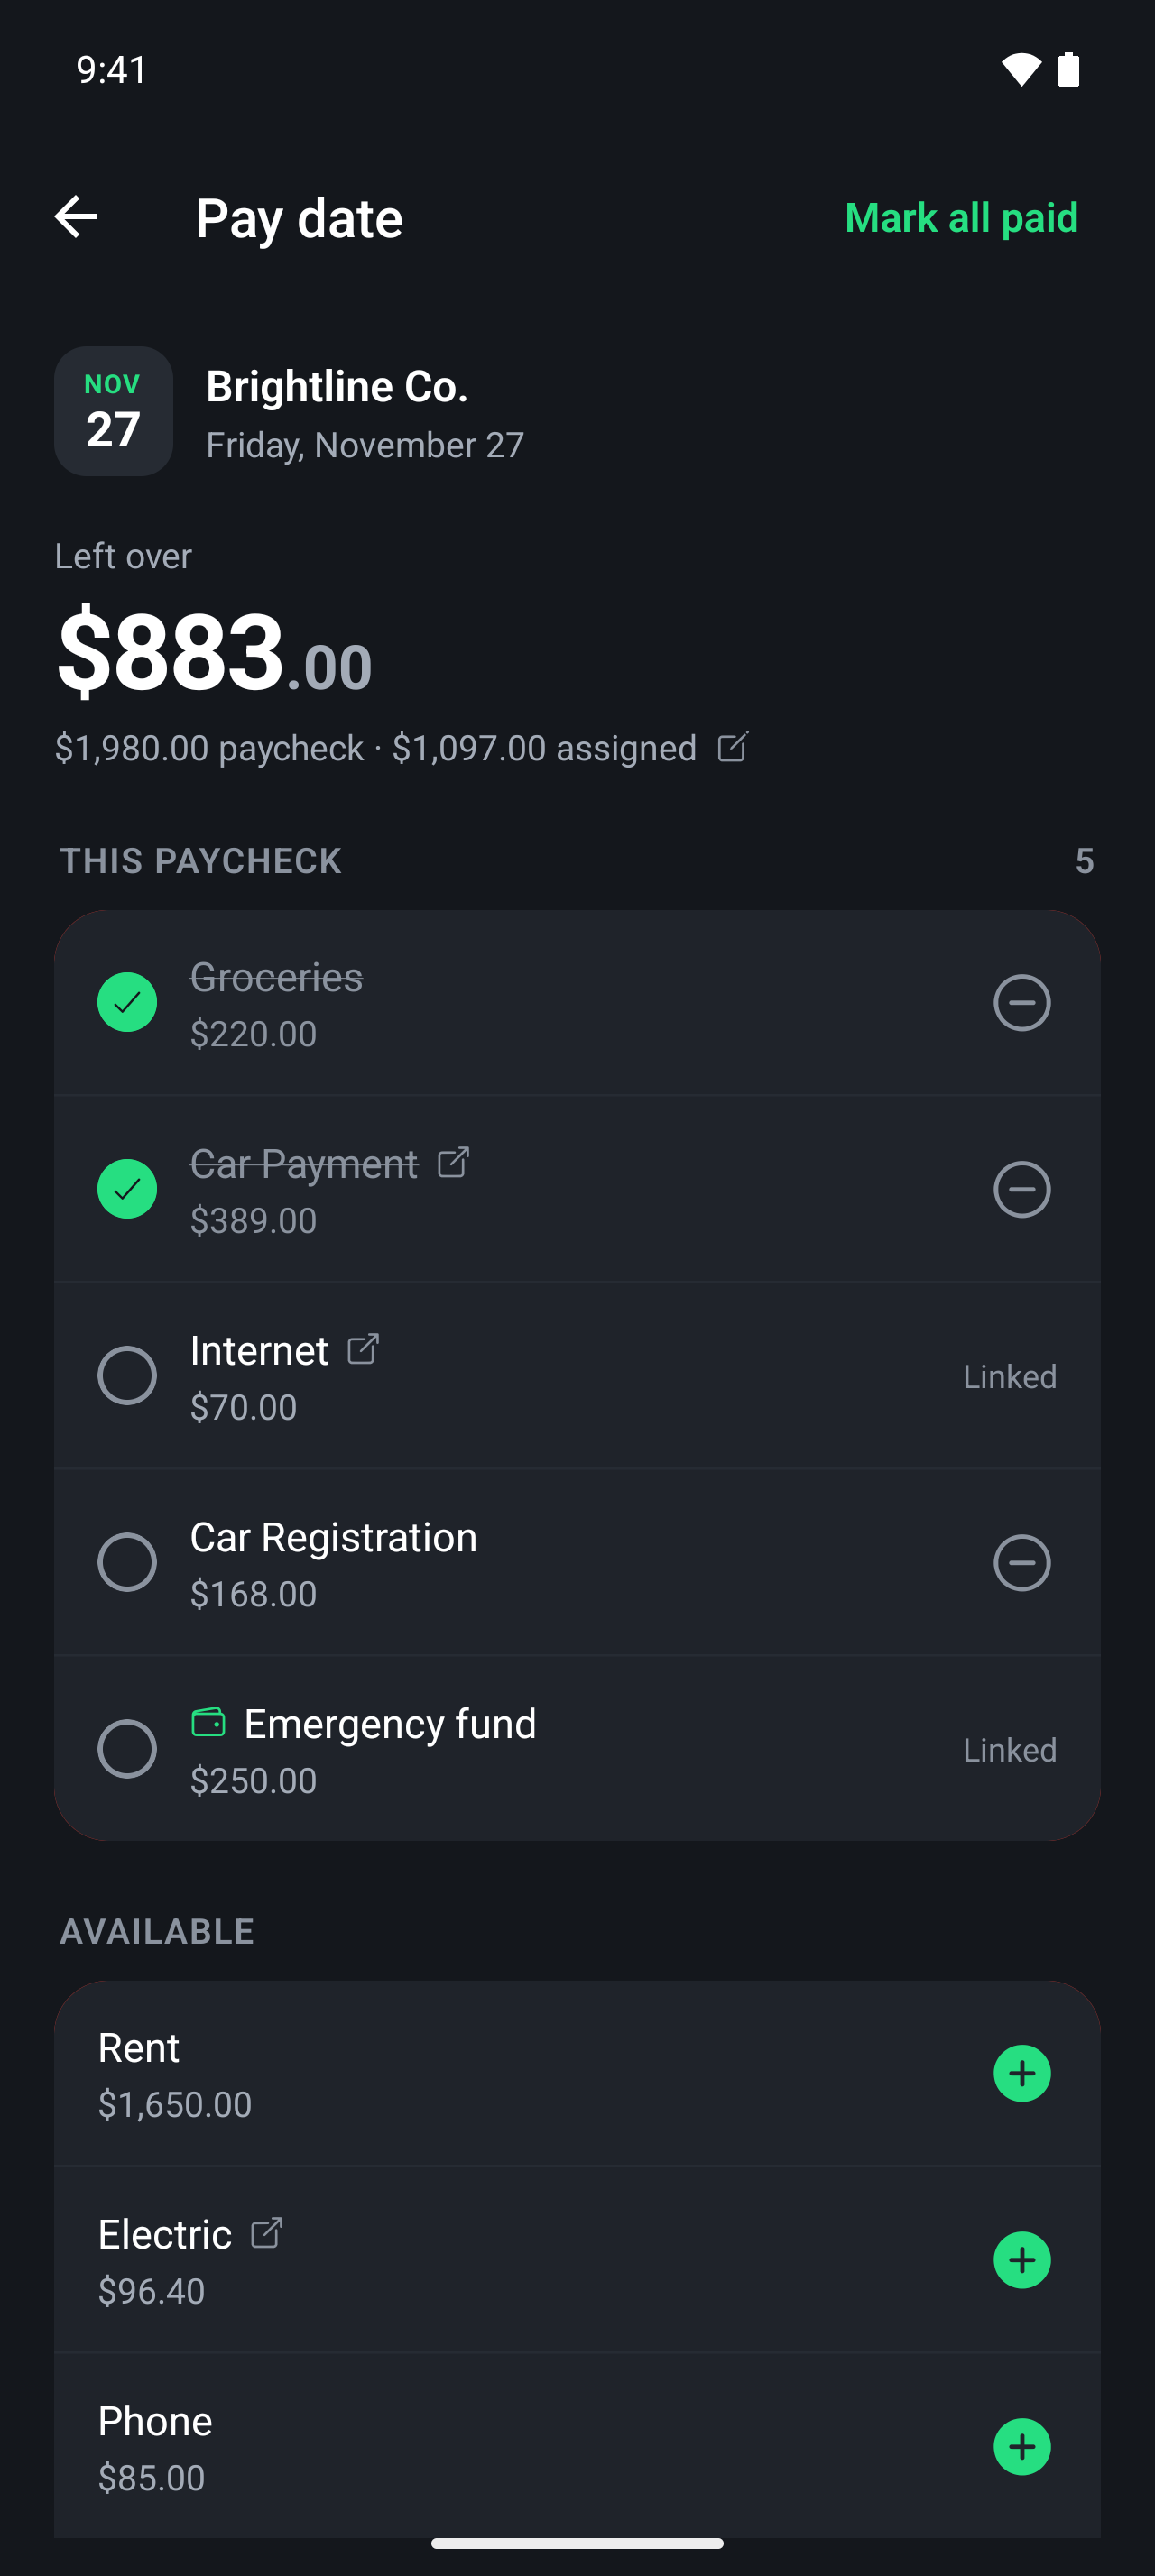 9:41
Pay date
Mark all paid
NOV
27
Brightline Co.
Friday, November 27
Left over
$883.00
$1,980.00 paycheck · $1,097.00 assigned
THIS PAYCHECK
5
Groceries
$220.00
Car Payment
$389.00
Internet
$70.00
Linked
Car Registration
$168.00
Emergency fund
$250.00
Linked
AVAILABLE
Rent
$1,650.00
Electric
$96.40
Phone
$85.00